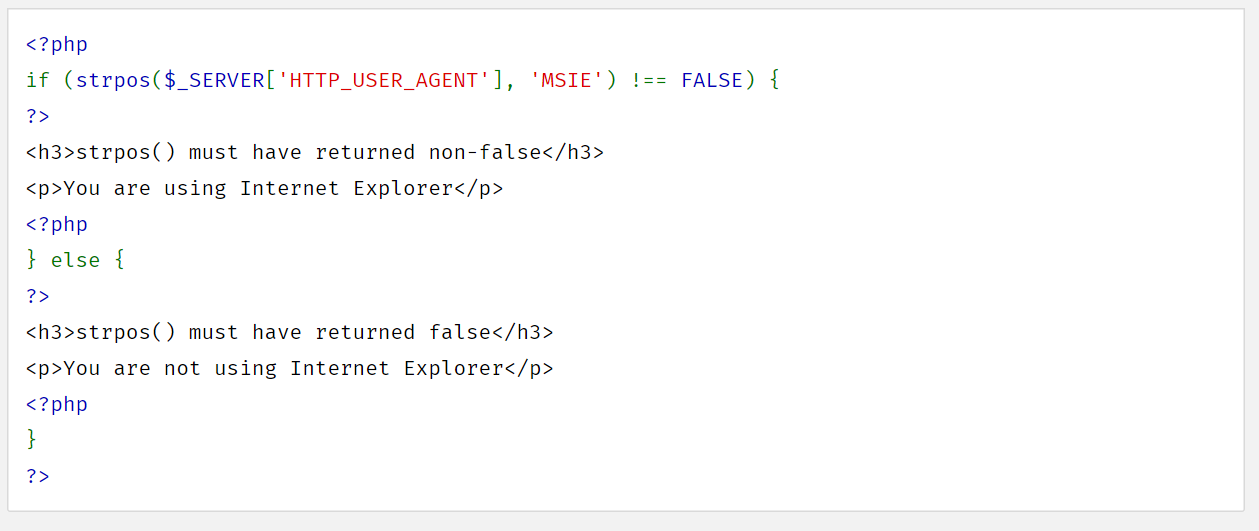 <?php
if (strpos($_SERVER['HTTP_USER_AGENT'], 'MSIE') !== FALSE) {
?>
<h3>strpos() must have returned non-false</h3>
<p>You are using Internet Explorer</p>
<?php
} else {
?>
<h3>strpos() must have returned false</h3>
<p>You are not using Internet Explorer</p>
<?php
}
?>